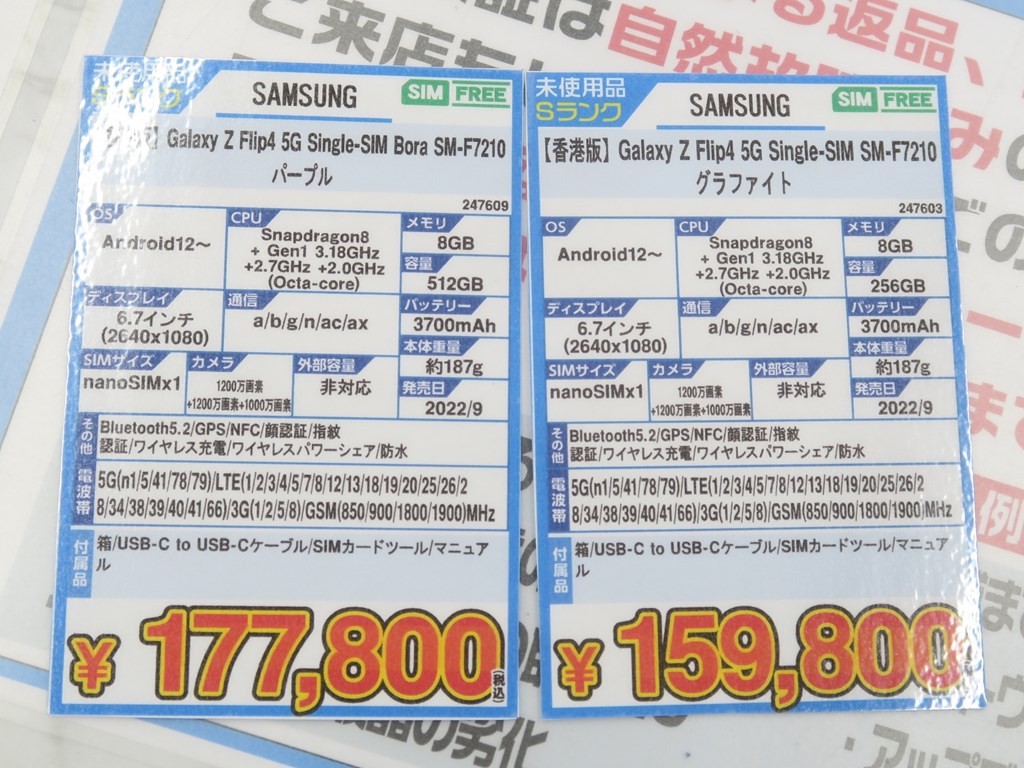 未使用品
Sランク
SAMSUNG
SIM FREE
Galaxy Z Flip4 5G Single-SIM Bora SM-F7210
パープル
247609
OS
Android12～
CPU
Snapdragon8
+ Gen1 3.18GHz
+2.7GHz +2.0GHz
(Octa-core)
メモリ
8GB
容量
512GB
ディスプレイ
6.7インチ
(2640x1080)
通信
a/b/g/n/ac/ax
バッテリー
3700mAh
本体重量
約187g
SIMサイズ
nanoSIMx1
カメラ
1200万画素
+1200万画素+1000万画素
外部容量
非対応
発売日
2022/9
その他
Bluetooth5.2/GPS/NFC/顔認証/指紋
認証/ワイヤレス充電/ワイヤレスパワーシェア/防水
電波帯
5G(n1/5/41/78/79)/LTE(1/2/3/4/5/7/8/12/13/18/19/20/25/26/2
8/34/38/39/40/41/66)/3G(1/2/5/8)/GSM(850/900/1800/1900)MHz
付属品
箱/USB-C to USB-Cケーブル/SIMカードツール/マニュア
ル
¥177,800(税込)
未使用品
Sランク
SAMSUNG
SIM FREE
【香港版】Galaxy Z Flip4 5G Single-SIM SM-F7210
グラファイト
247603
OS
Android12～
CPU
Snapdragon8
+ Gen1 3.18GHz
+2.7GHz +2.0GHz
(Octa-core)
メモリ
8GB
容量
256GB
ディスプレイ
6.7インチ
(2640x1080)
通信
a/b/g/n/ac/ax
バッテリー
3700mAh
本体重量
約187g
SIMサイズ
nanoSIMx1
カメラ
1200万画素
+1200万画素+1000万画素
外部容量
非対応
発売日
2022/9
その他
Bluetooth5.2/GPS/NFC/顔認証/指紋
認証/ワイヤレス充電/ワイヤレスパワーシェア/防水
電波帯
5G(n1/5/41/78/79)/LTE(1/2/3/4/5/7/8/12/13/18/19/20/25/26/2
8/34/38/39/40/41/66)/3G(1/2/5/8)/GSM(850/900/1800/1900)MHz
付属品
箱/USB-C to USB-Cケーブル/SIMカードツール/マニュア
ル
¥159,800